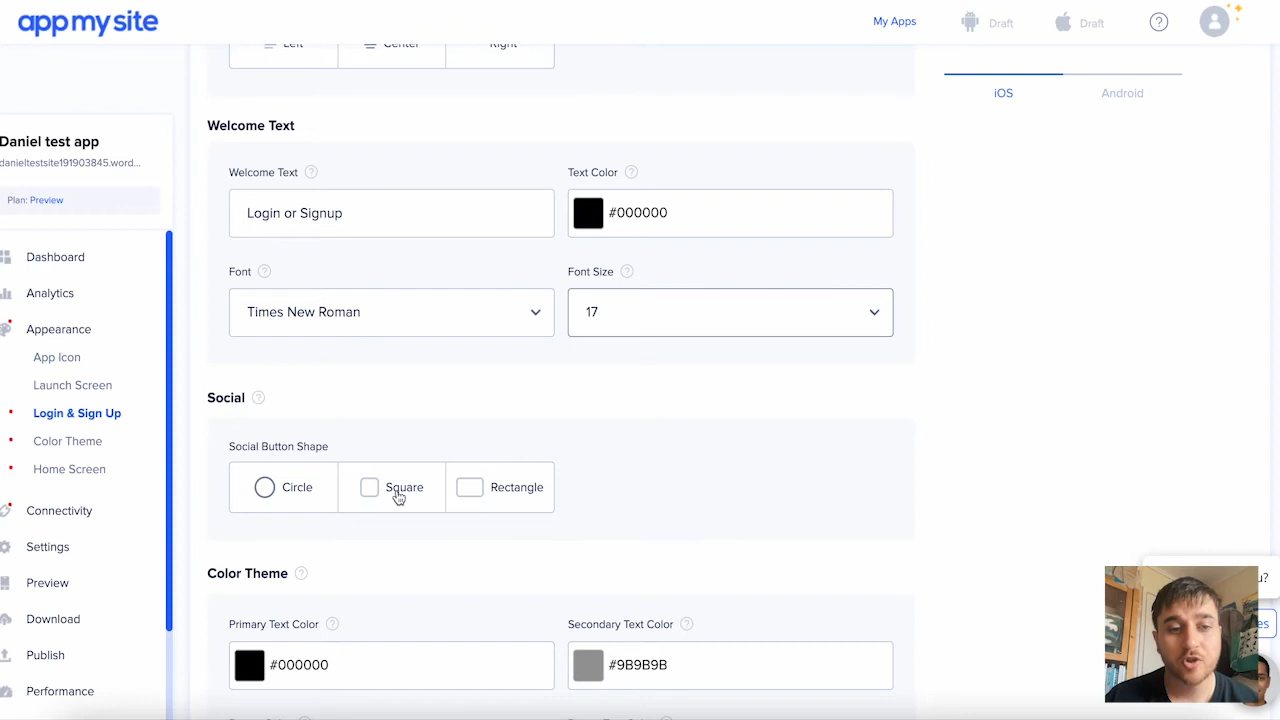 appmysite
My Apps
Draft
Draft
?
Left
Center
Right
iOS
Android
Daniel test app
danieltestsite191903845.word...
Plan: Preview
Dashboard
Analytics
Appearance
App Icon
Launch Screen
Login & Sign Up
Color Theme
Home Screen
Connectivity
Settings
Preview
Download
Publish
Performance
Welcome Text
Welcome Text ?
Text Color ?
Login or Signup
#000000
Font ?
Font Size ?
Times New Roman
17
Social ?
Social Button Shape
Circle
Square
Rectangle
Color Theme ?
Primary Text Color ?
Secondary Text Color ?
#000000
#9B9B9B